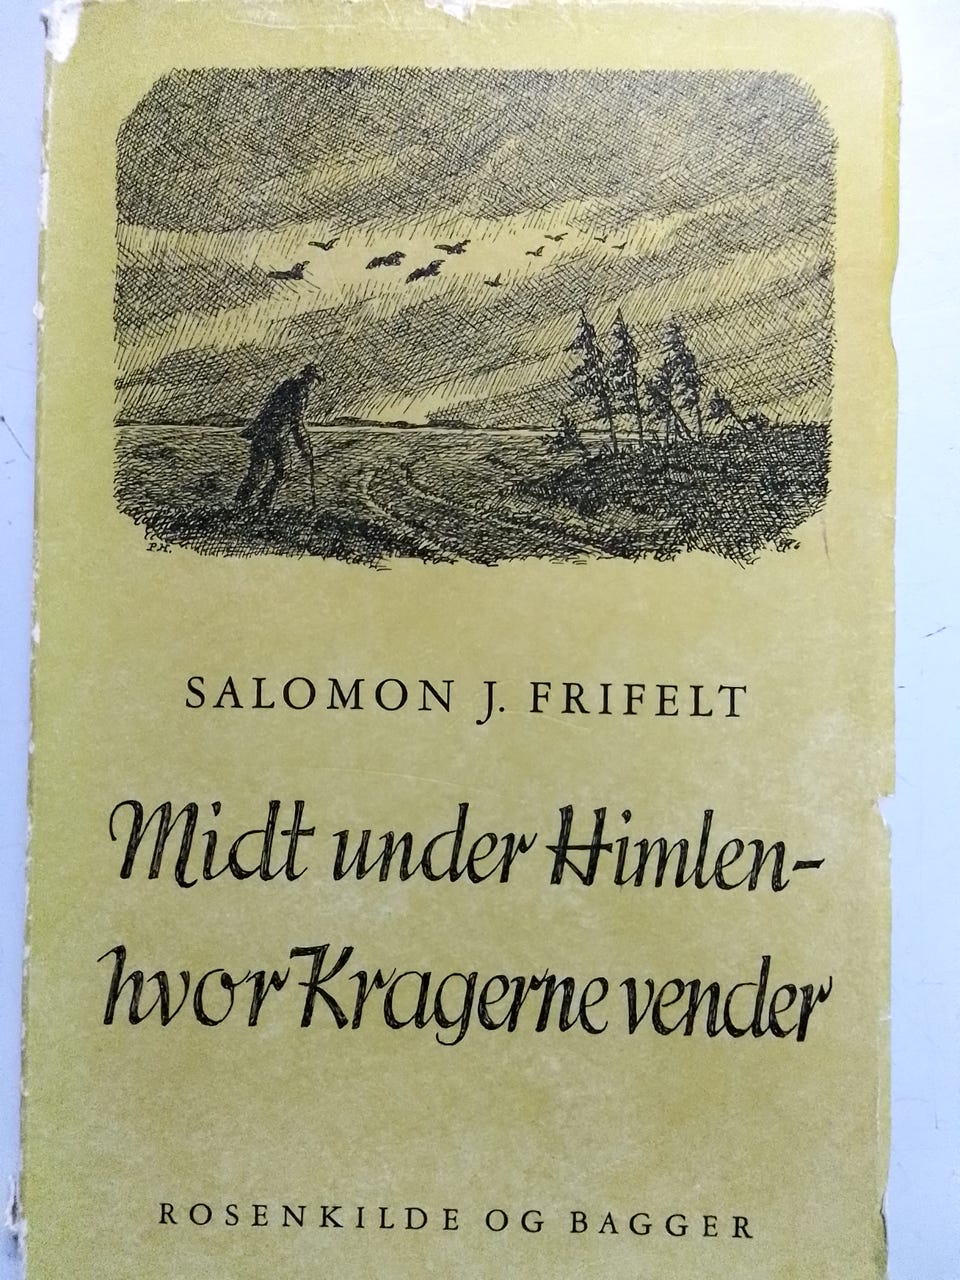 P.H.
SALOMON J. FRIFELT
Midt under Himlen-
hvor Kragerne vender
ROSENKILDE OG BAGGER